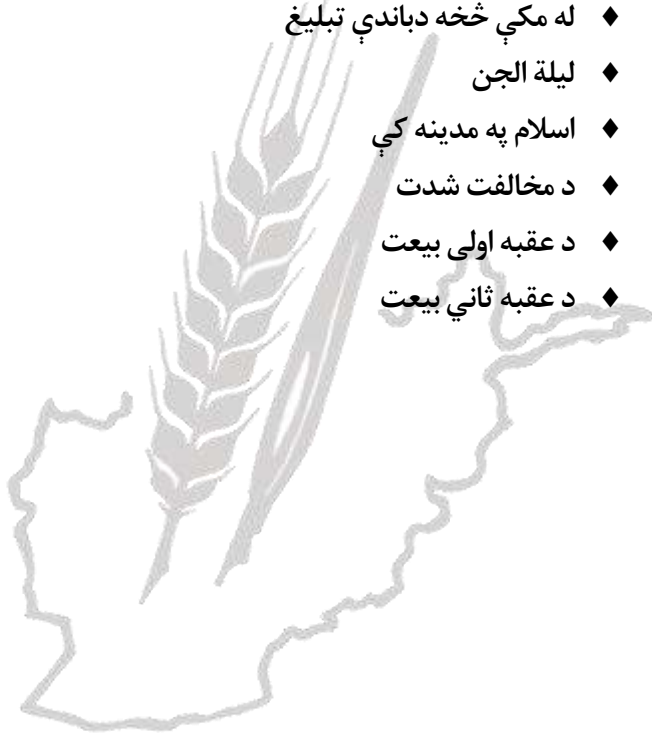 ♦ له مکې څخه دباندې تبلیغ
♦ لیلة الجن
♦ اسلام په مدینه کې
♦ د مخالفت شدت
♦ د عقبه اولی بیعت
♦ د عقبه ثاني بیعت